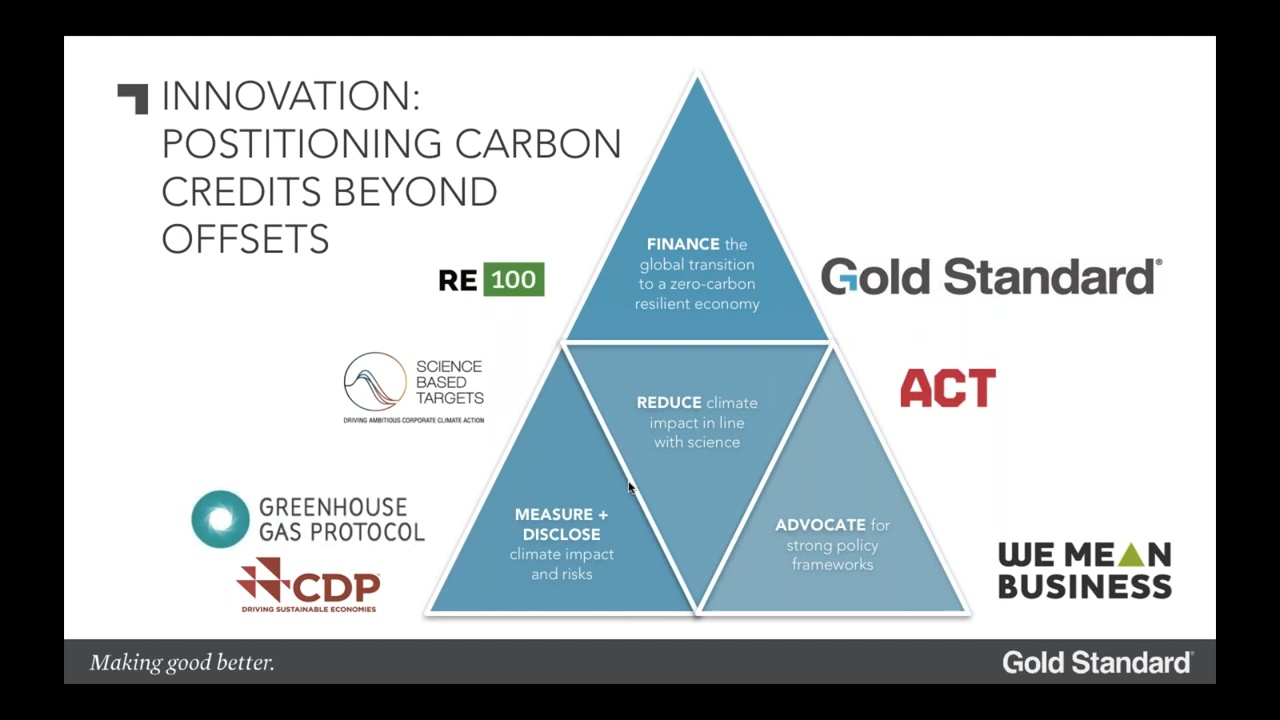 INNOVATION:
POSTITIONING CARBON
CREDITS BEYOND
OFFSETS
RE 100
FINANCE the
global transition
to a zero-carbon
resilient economy
Gold Standard®
SCIENCE
BASED
TARGETS
DRIVING AMBITIOUS CORPORATE CLIMATE ACTION
REDUCE climate
impact in line
with science
ACT
GREENHOUSE
GAS PROTOCOL
CDP
DRIVING SUSTAINABLE ECONOMIES
MEASURE +
DISCLOSE
climate impact
and risks
ADVOCATE for
strong policy
frameworks
WE MEAN
BUSINESS
Making good better.
Gold Standard®